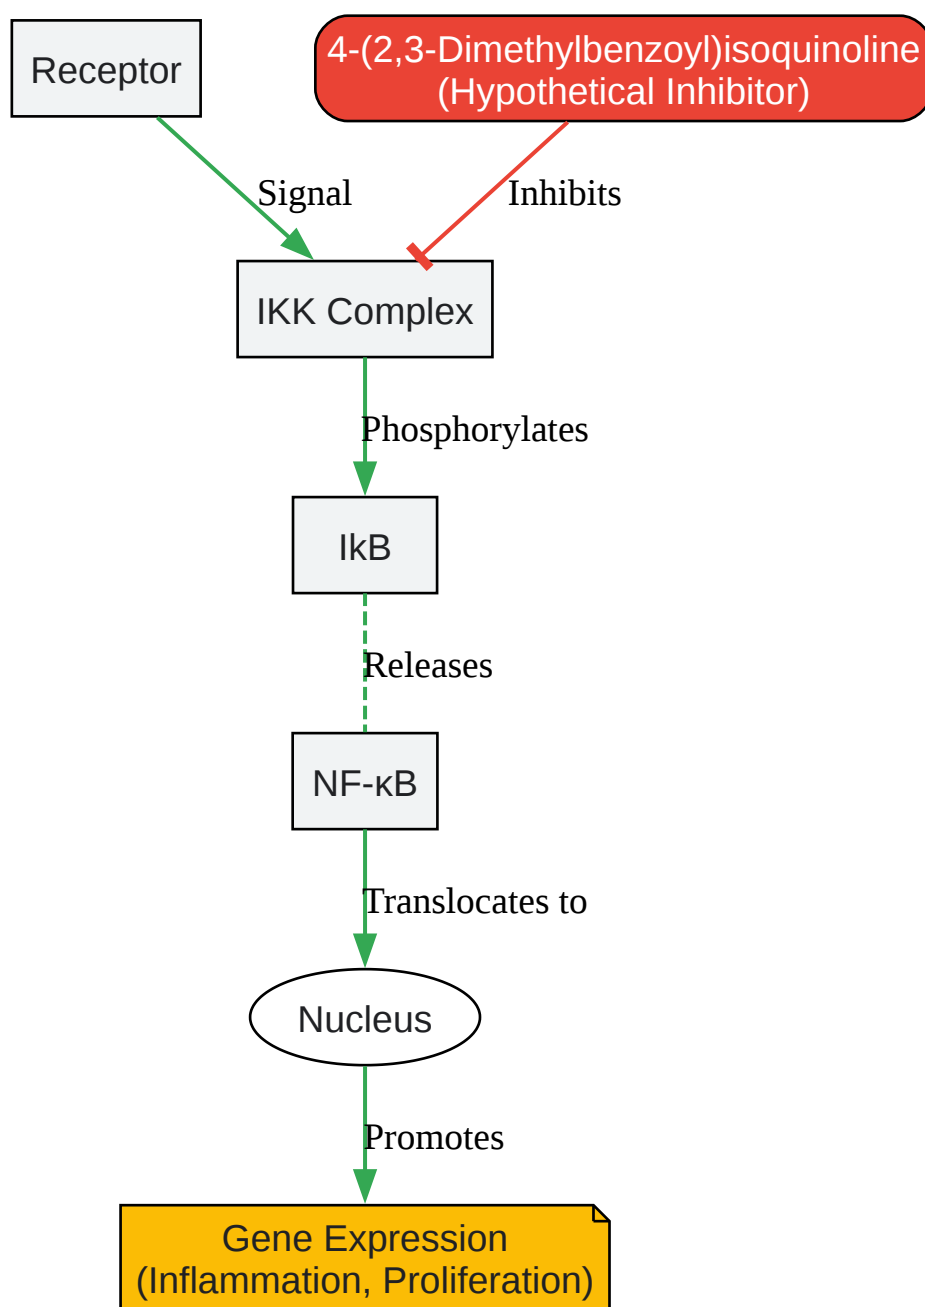 Receptor
4-(2,3-Dimethylbenzoyl)isoquinoline
(Hypothetical Inhibitor)
Signal
Inhibits
IKK Complex
Phosphorylates
IkB
Releases
NF-κB
Translocates to
Nucleus
Promotes
Gene Expression
(Inflammation, Proliferation)